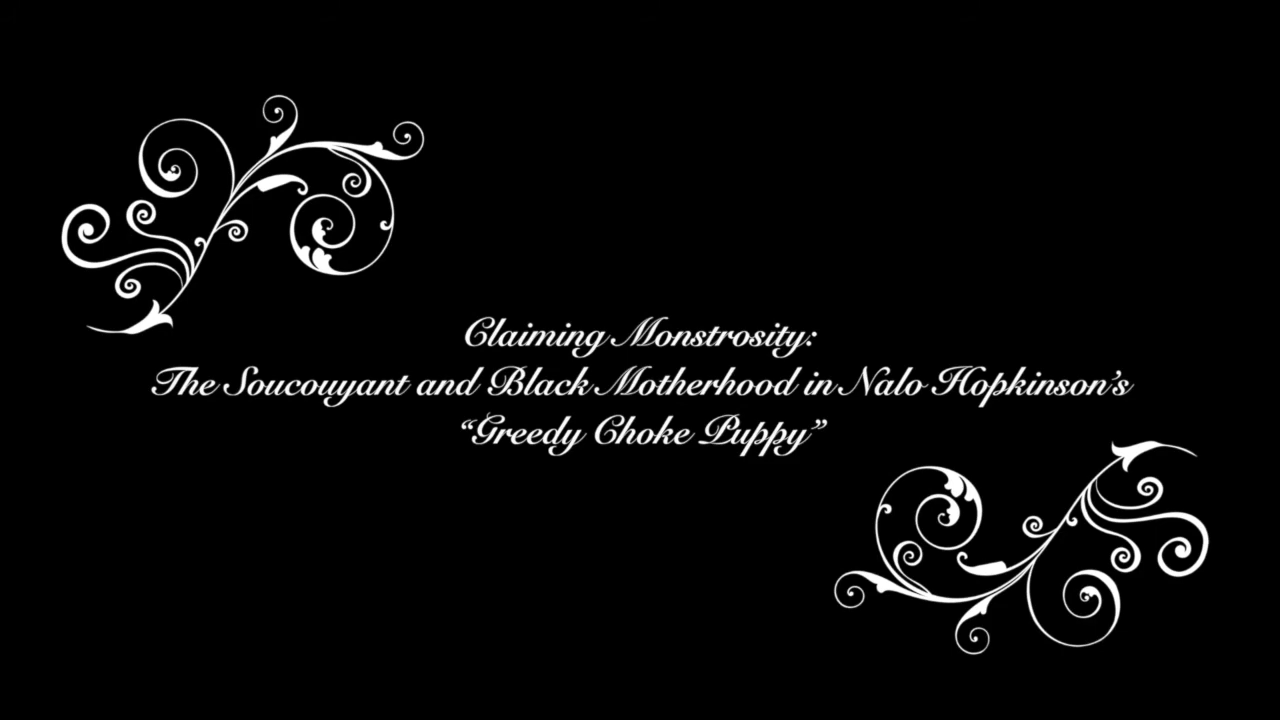 Claiming Monstrosity:
The Soucouyant and Black Motherhood in Nalo Hopkinson’s
“Greedy Choke Puppy”